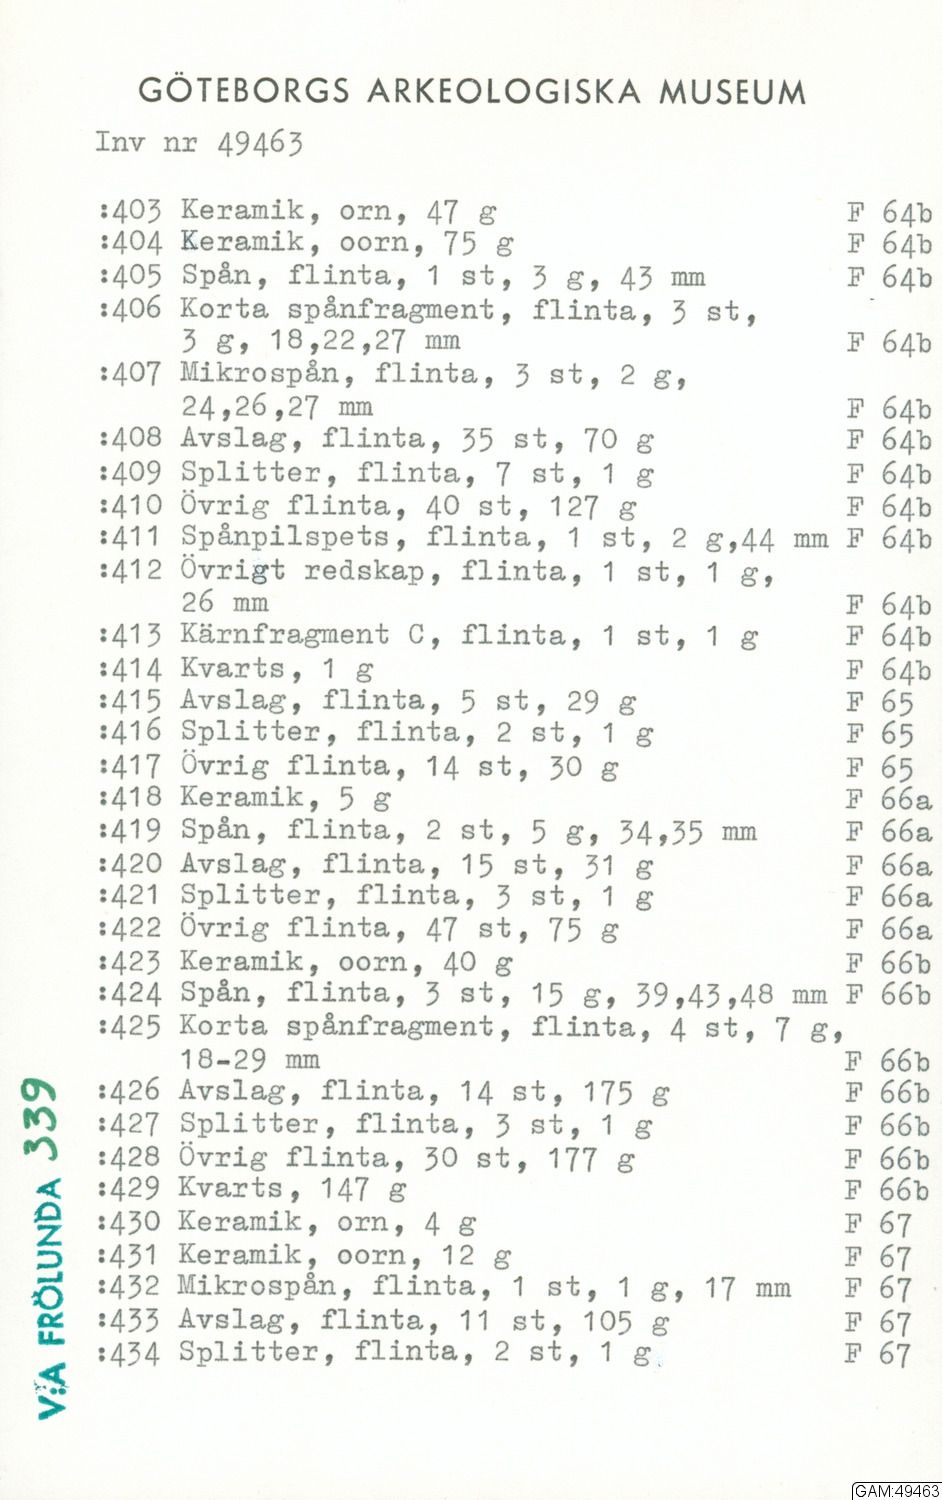 GÖTEBORGS ARKEOLOGISKA MUSEUM
Inv nr 49463
:403 Keramik, orn, 47 g F 64b
:404 Keramik, oorn, 75 g F 64b
:405 Spån, flinta, 1 st, 3 g, 43 mm F 64b
:406 Korta spånfragment, flinta, 3 st,
3 g, 18,22,27 mm F 64b
:407 Mikrospån, flinta, 3 st, 2 g,
24,26,27 mm F 64b
:408 Avslag, flinta, 35 st, 70 g F 64b
:409 Splitter, flinta, 7 st, 1 g F 64b
:410 Övrig flinta, 40 st, 127 g F 64b
:411 Spånpilspets, flinta, 1 st, 2 g,44 mm F 64b
:412 Övrigt redskap, flinta, 1 st, 1 g,
26 mm F 64b
:413 Kärnfragment C, flinta, 1 st, 1 g F 64b
:414 Kvarts, 1 g F 64b
:415 Avslag, flinta, 5 st, 29 g F 65
:416 Splitter, flinta, 2 st, 1 g F 65
:417 Övrig flinta, 14 st, 30 g F 65
:418 Keramik, 5 g F 66a
:419 Spån, flinta, 2 st, 5 g, 34,35 mm F 66a
:420 Avslag, flinta, 15 st, 31 g F 66a
:421 Splitter, flinta, 3 st, 1 g F 66a
:422 Övrig flinta, 47 st, 75 g F 66a
:423 Keramik, oorn, 40 g F 66b
:424 Spån, flinta, 3 st, 15 g, 39,43,48 mm F 66b
:425 Korta spånfragment, flinta, 4 st, 7 g,
18-29 mm F 66b
:426 Avslag, flinta, 14 st, 175 g F 66b
:427 Splitter, flinta, 3 st, 1 g F 66b
:428 Övrig flinta, 30 st, 177 g F 66b
:429 Kvarts, 147 g F 66b
:430 Keramik, orn, 4 g F 67
:431 Keramik, oorn, 12 g F 67
:432 Mikrospån, flinta, 1 st, 1 g, 17 mm F 67
:433 Avslag, flinta, 11 st, 105 g F 67
:434 Splitter, flinta, 2 st, 1 g F 67
V:A FRÖLUNDA 339
GAM:49463